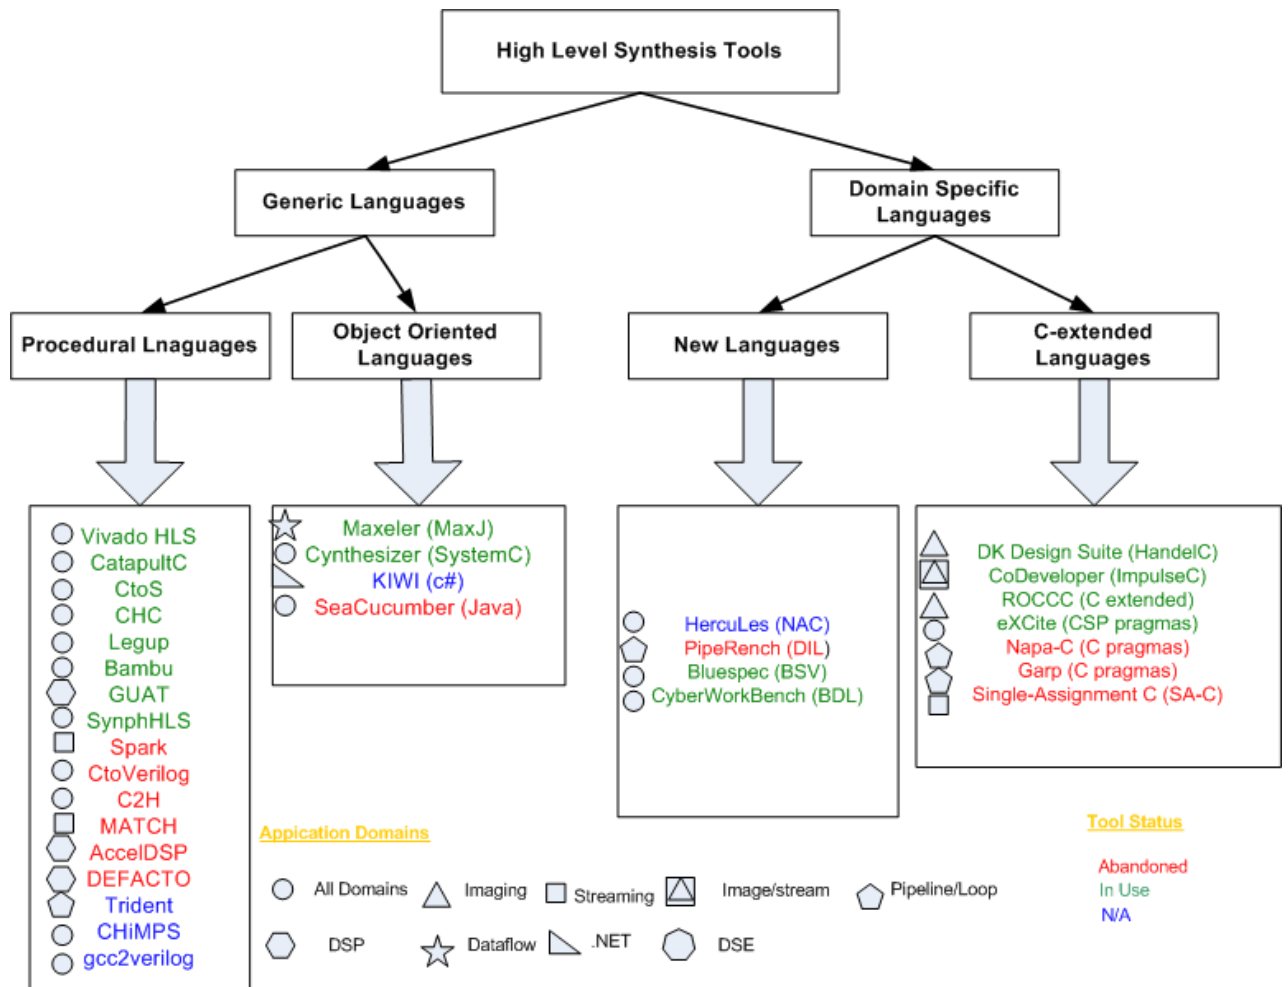 High Level Synthesis Tools
Generic Languages
Domain Specific
Languages
Procedural Lnaguages
Object Oriented
Languages
New Languages
C-extended
Languages
Vivado HLS
CatapultC
CtoS
CHC
Legup
Bambu
GUAT
SynphHLS
Spark
CtoVerilog
C2H
MATCH
AccelDSP
DEFACTO
Trident
CHiMPS
gcc2verilog
Maxeler (MaxJ)
Cynthesizer (SystemC)
KIWI (c#)
SeaCucumber (Java)
HercuLes (NAC)
PipeRench (DIL)
Bluespec (BSV)
CyberWorkBench (BDL)
DK Design Suite (HandelC)
CoDeveloper (ImpulseC)
ROCCC (C extended)
eXCite (CSP pragmas)
Napa-C (C pragmas)
Garp (C pragmas)
Single-Assignment C (SA-C)
Appication Domains
All Domains
Imaging
Streaming
Image/stream
Pipeline/Loop
DSP
Dataflow
.NET
DSE
Tool Status
Abandoned
In Use
N/A